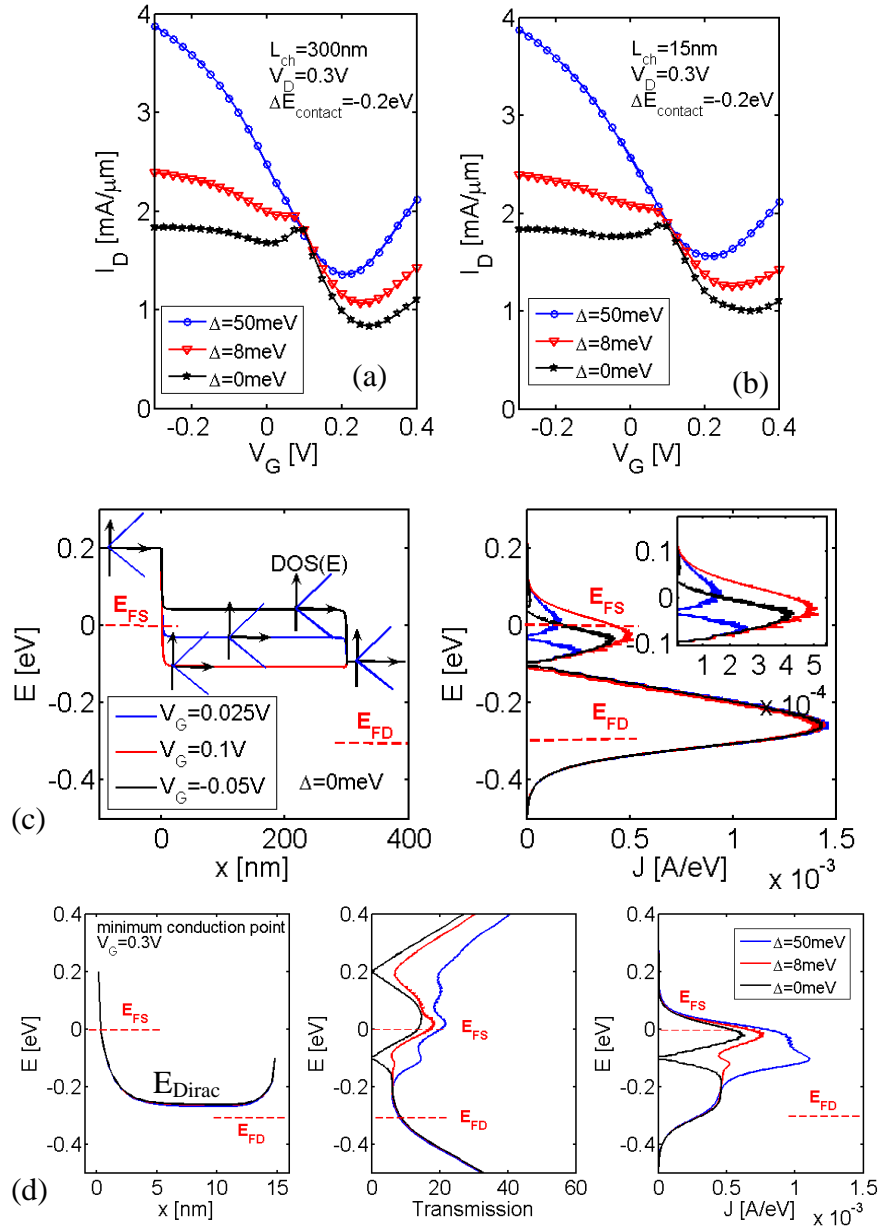 4
3
2
1
0
I_D [mA/μm]
L_ch=300nm
V_D=0.3V
ΔE_contact=-0.2eV
Δ=50meV
Δ=8meV
Δ=0meV
(a)
-0.2 0 0.2 0.4
V_G [V]
4
3
2
1
0
I_D [mA/μm]
L_ch=15nm
V_D=0.3V
ΔE_contact=-0.2eV
Δ=50meV
Δ=8meV
Δ=0meV
(b)
-0.2 0 0.2 0.4
V_G [V]
(c)
0.2
0
-0.2
-0.4
E [eV]
DOS(E)
E_FS
E_FD
V_G=0.025V
V_G=0.1V
V_G=-0.05V
Δ=0meV
0 200 400
x [nm]
0.2
0
-0.2
-0.4
E [eV]
E_FS
E_FD
0.1
0
-0.1
1 2 3 4 5
x 10^-4
0 0.5 1 1.5
J [A/eV]
x 10^-3
(d)
0.4
0.2
0
-0.2
-0.4
E [eV]
minimum conduction point
V_G=0.3V
E_FS
E_Dirac
E_FD
0 5 10 15
x [nm]
0.4
0.2
0
-0.2
-0.4
E [eV]
E_FS
E_FD
0 20 40 60
Transmission
0.4
0.2
0
-0.2
-0.4
E [eV]
Δ=50meV
Δ=8meV
Δ=0meV
E_FS
E_FD
0 0.5 1 1.5
J [A/eV]
x 10^-3